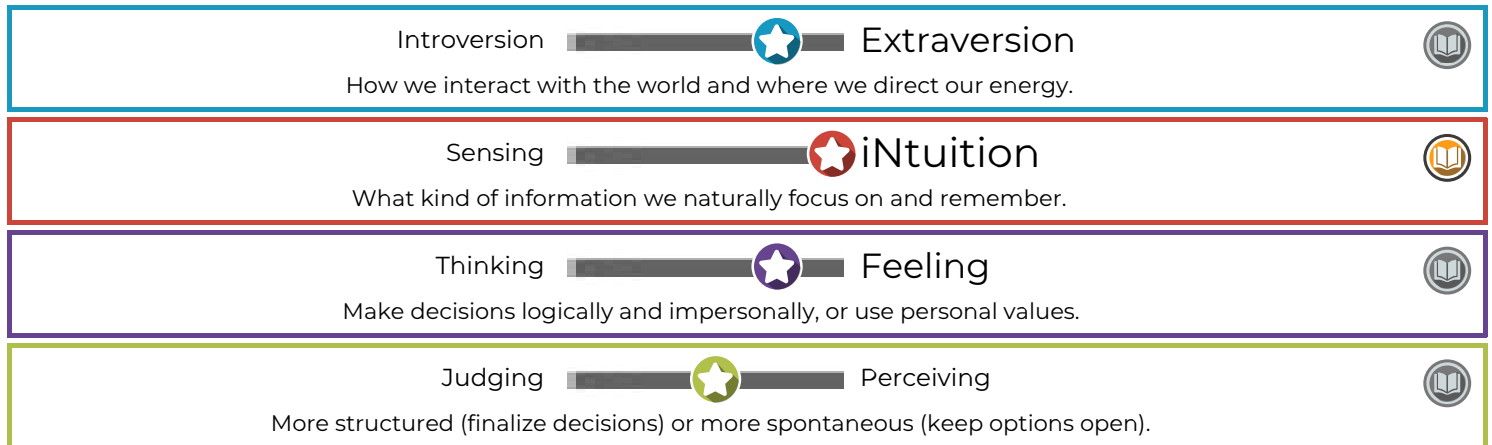 Introversion Extraversion
How we interact with the world and where we direct our energy.
Sensing iNtuition
What kind of information we naturally focus on and remember.
Thinking Feeling
Make decisions logically and impersonally, or use personal values.
Judging Perceiving
More structured (finalize decisions) or more spontaneous (keep options open).